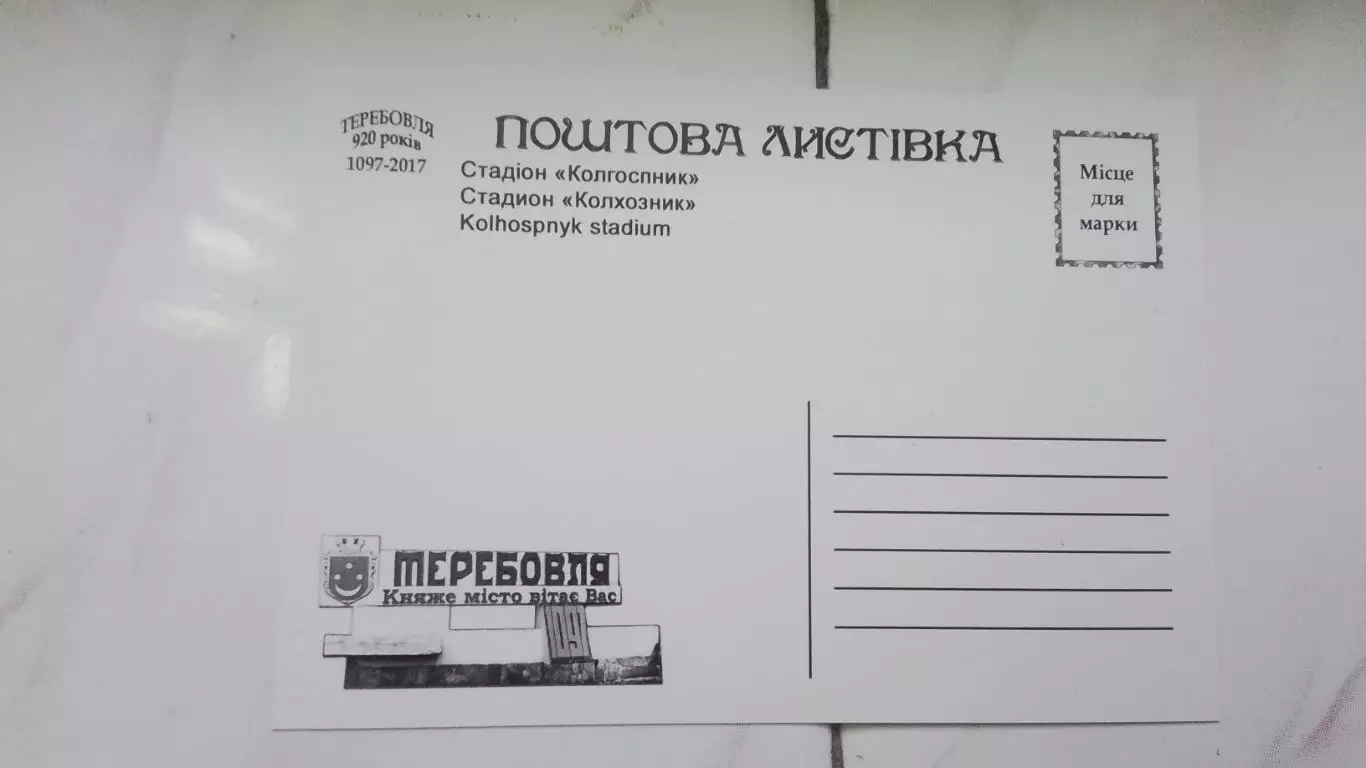 ТЕРЕБОВЛЯ
920 років
1097-2017
ПОШТОВА ЛИСТІВКА
Стадіон «Колгоспник»
Стадион «Колхозник»
Kolhospnyk stadium
Місце
для
марки
ТЕРЕБОВЛЯ
Княже місто вітає Вас